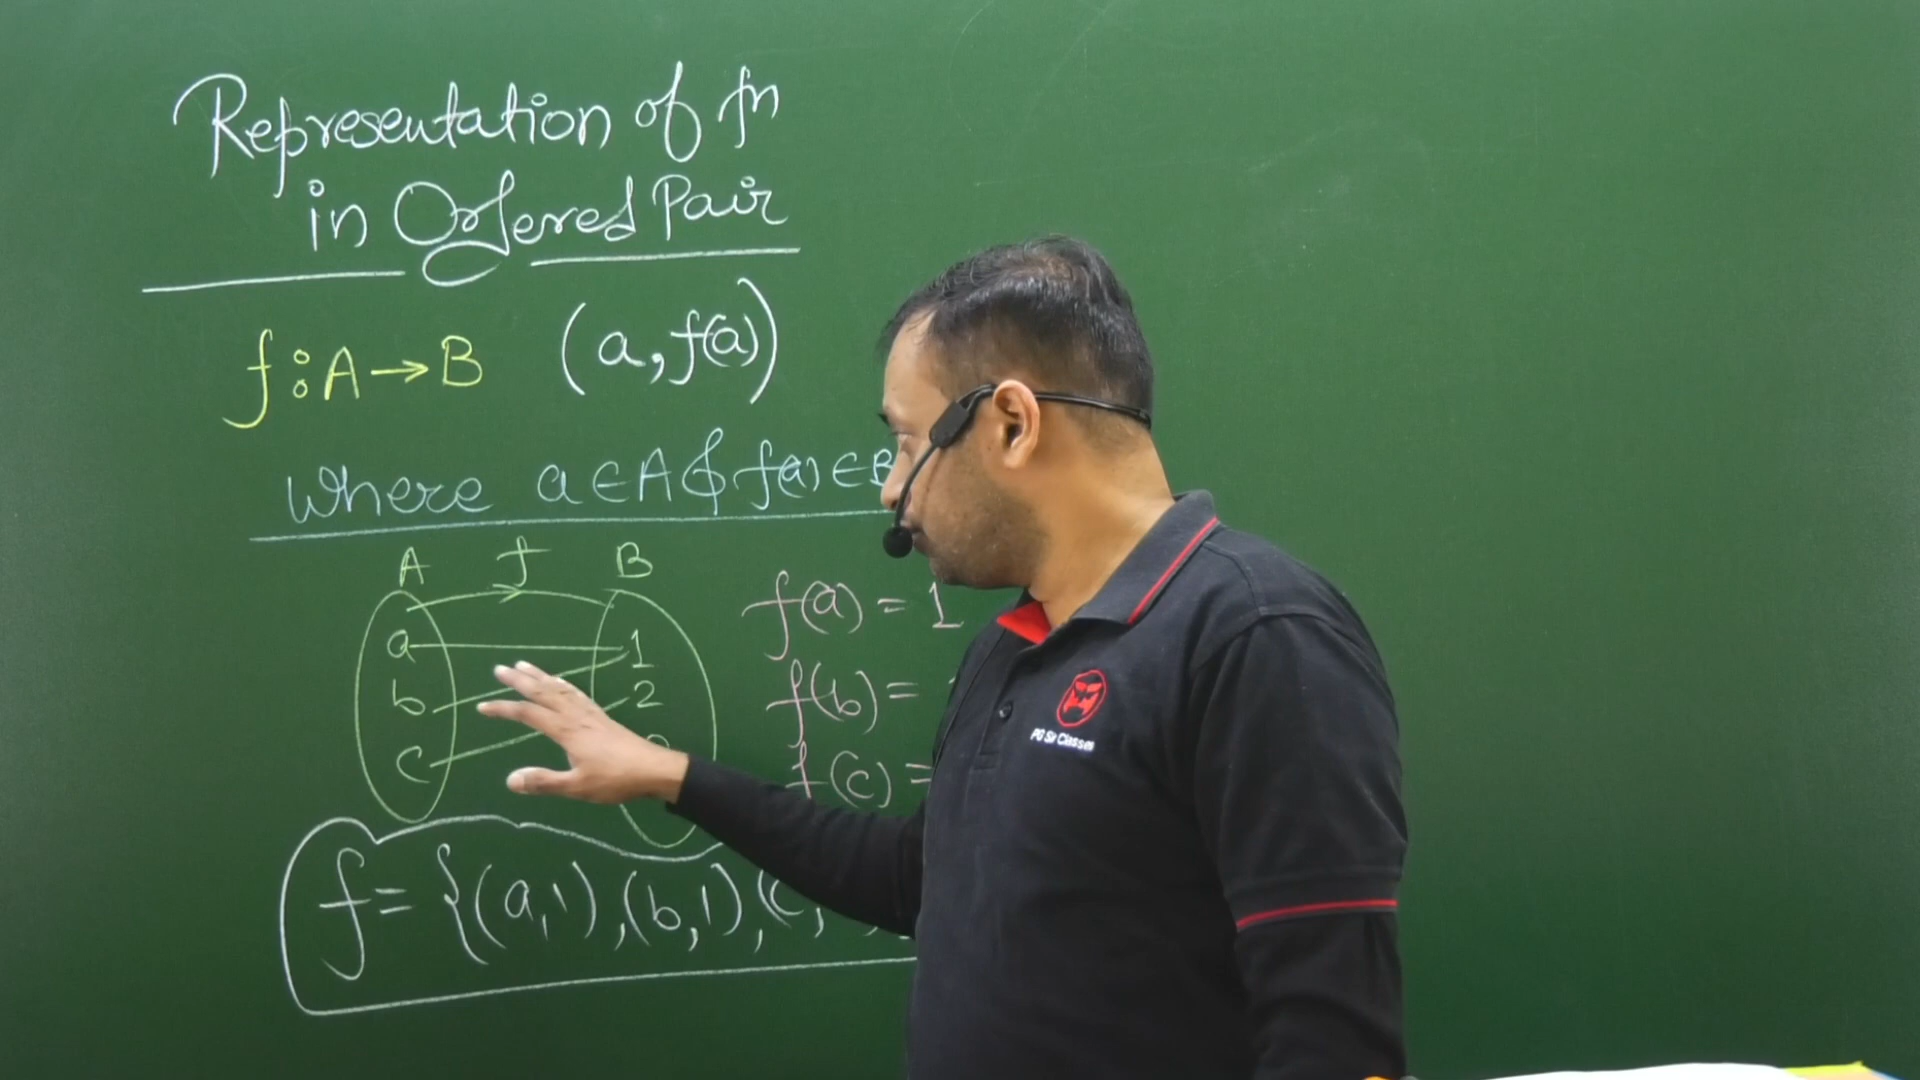 Representation of fn
in Ordered Pair
f : A → B (a, f(a))
where a ∈ A & f(a) ∈ B
A f B
a 1
b 2
c
f(a) = 1
f(b) =
f(c) =
f = {(a,1), (b,1), (c,
PG Sir Classes